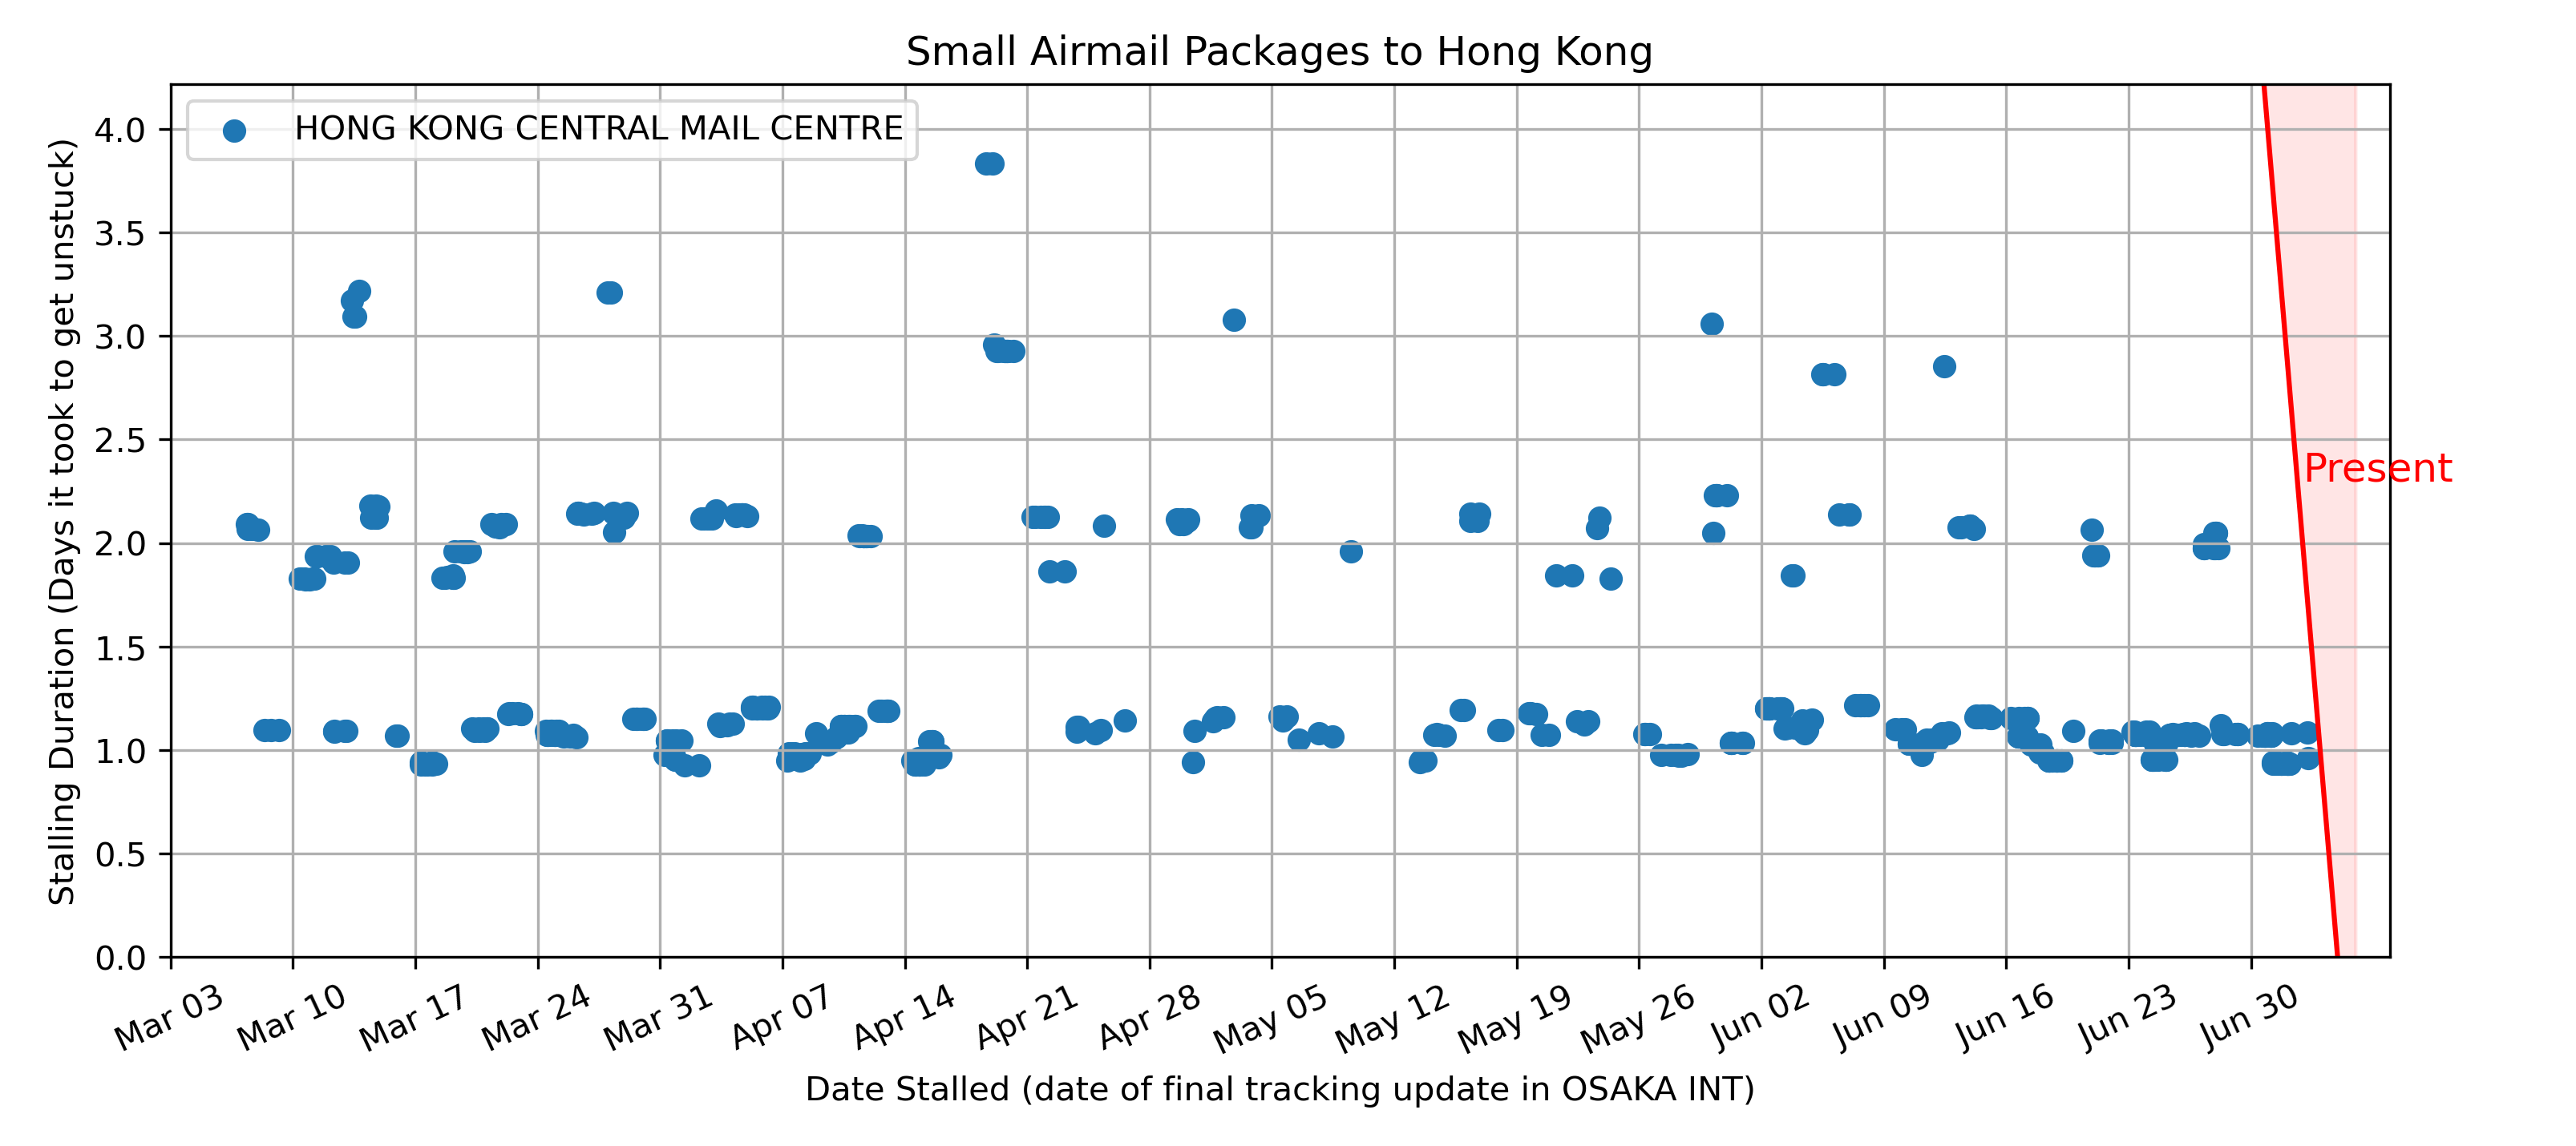 Small Airmail Packages to Hong Kong
HONG KONG CENTRAL MAIL CENTRE
Stalling Duration (Days it took to get unstuck)
4.0
3.5
3.0
2.5
2.0
1.5
1.0
0.5
0.0
Present
Mar 03
Mar 10
Mar 17
Mar 24
Mar 31
Apr 07
Apr 14
Apr 21
Apr 28
May 05
May 12
May 19
May 26
Jun 02
Jun 09
Jun 16
Jun 23
Jun 30
Date Stalled (date of final tracking update in OSAKA INT)